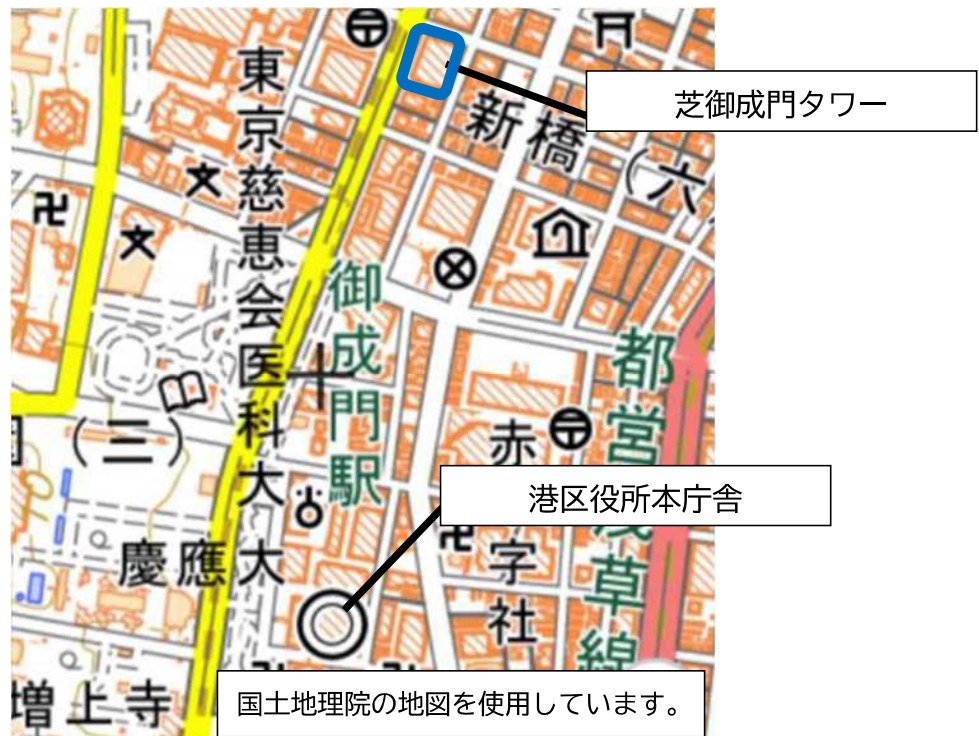 芝御成門タワー
東京慈恵会医科大
新橋
（六
御成門駅
都営浅草線
（三）
赤
港区役所本庁舎
十字社
慶應大
増上寺
国土地理院の地図を使用しています。